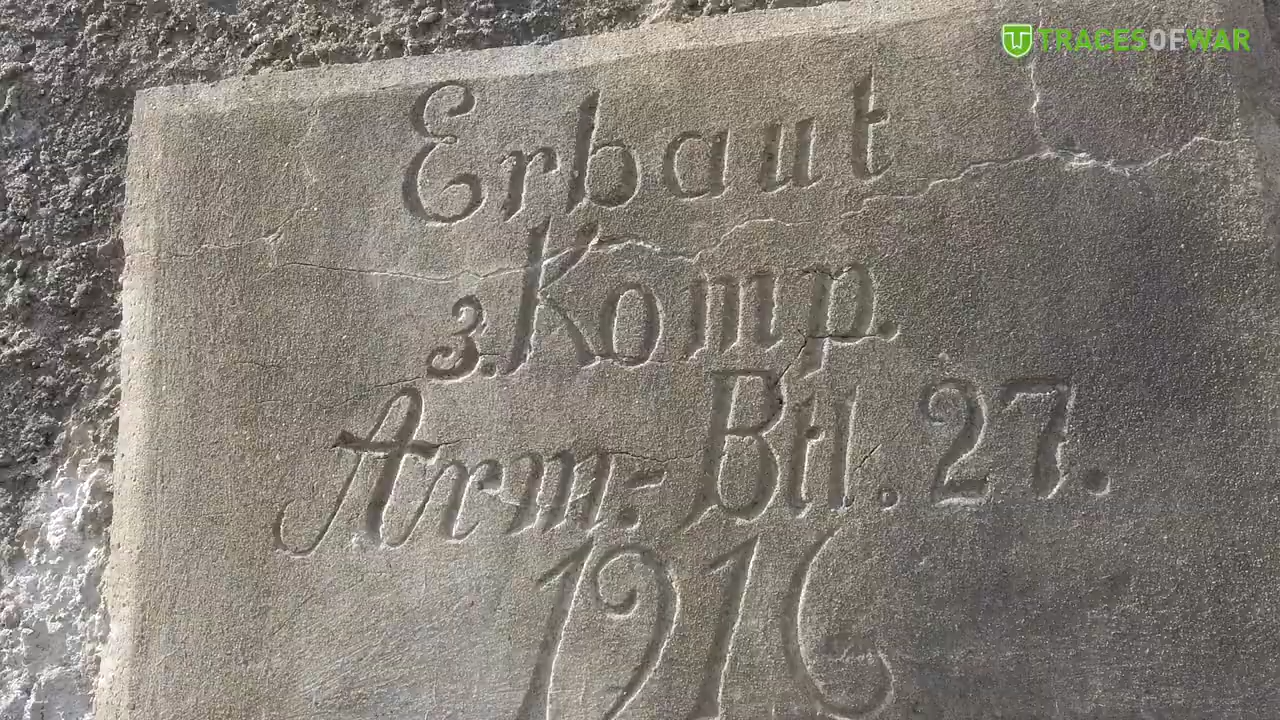 TRACESOFWAR
Erbaut
3. Komp.
Arm.-Btl. 27.
1916